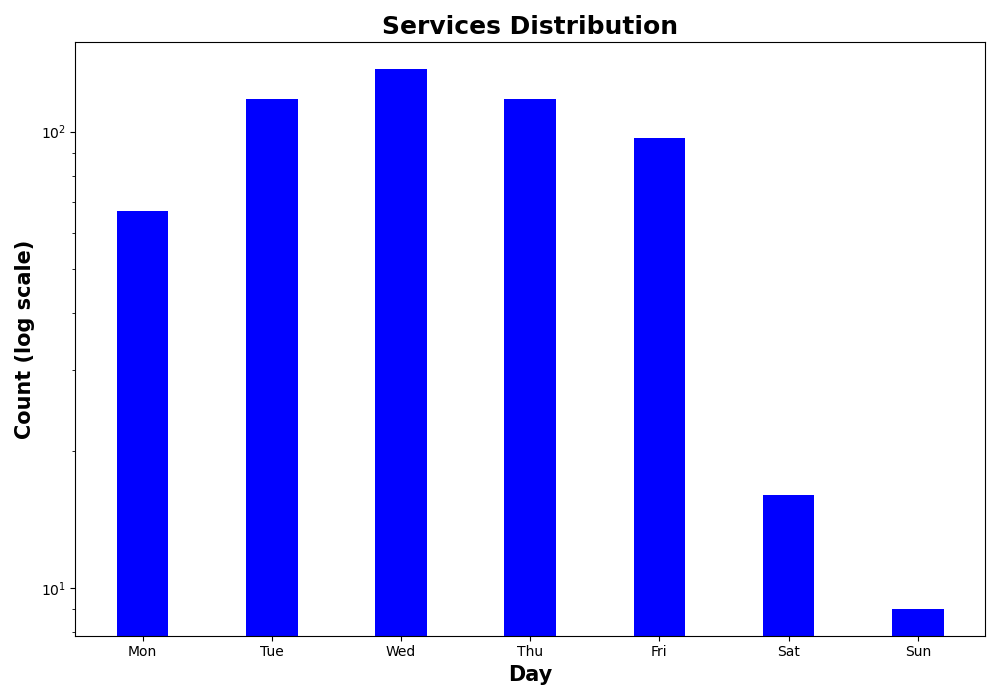 Services Distribution
Count (log scale)
10²
10¹
Mon Tue Wed Thu Fri Sat Sun
Day